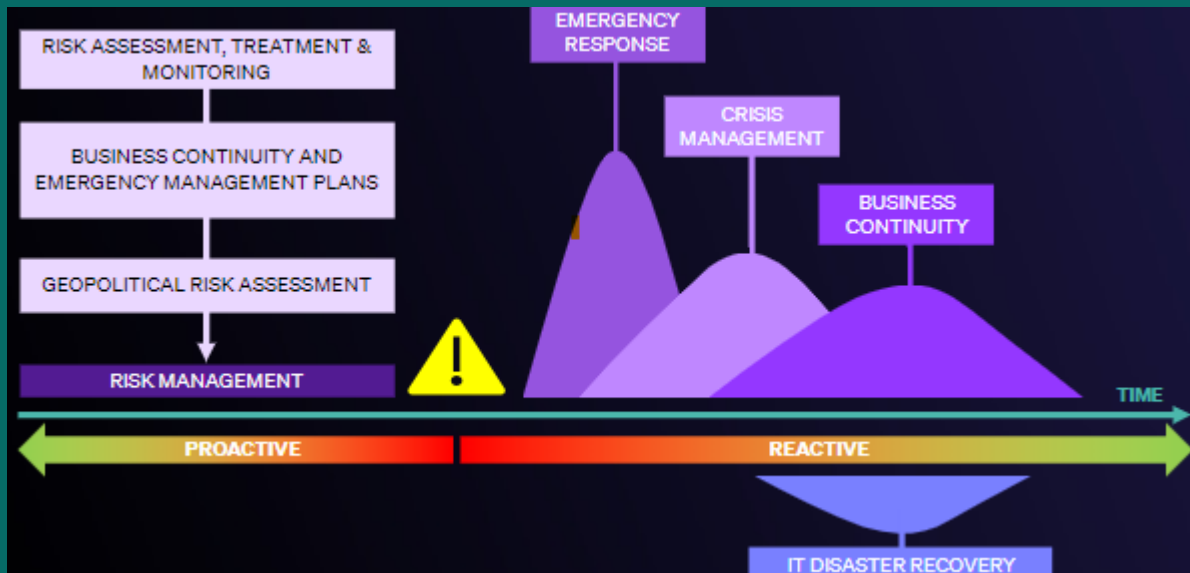 RISK ASSESSMENT, TREATMENT &
MONITORING
BUSINESS CONTINUITY AND
EMERGENCY MANAGEMENT PLANS
GEOPOLITICAL RISK ASSESSMENT
RISK MANAGEMENT
!
EMERGENCY
RESPONSE
CRISIS
MANAGEMENT
BUSINESS
CONTINUITY
TIME
PROACTIVE
REACTIVE
IT DISASTER RECOVERY